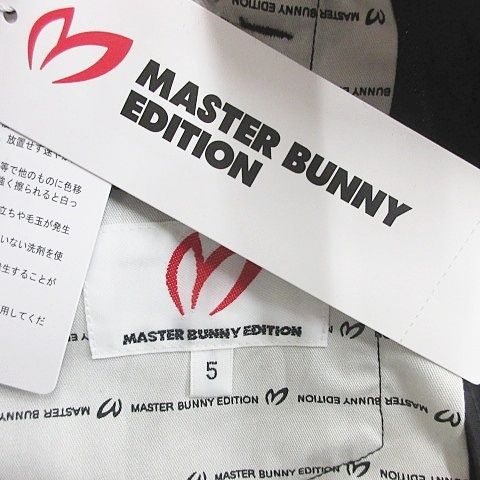 MASTER BUNNY
EDITION
放置せず速や
等で他のものに色移
強く擦られると白っ
立ちや毛玉が発生
いない洗剤を使
発生することが
用してくだ
MASTER BUNNY EDITION
5
MASTER BUNNY EDITION
MASTER BUNNY EDITION
MASTER BUNNY EDITION
MASTER BUNNY EDITION